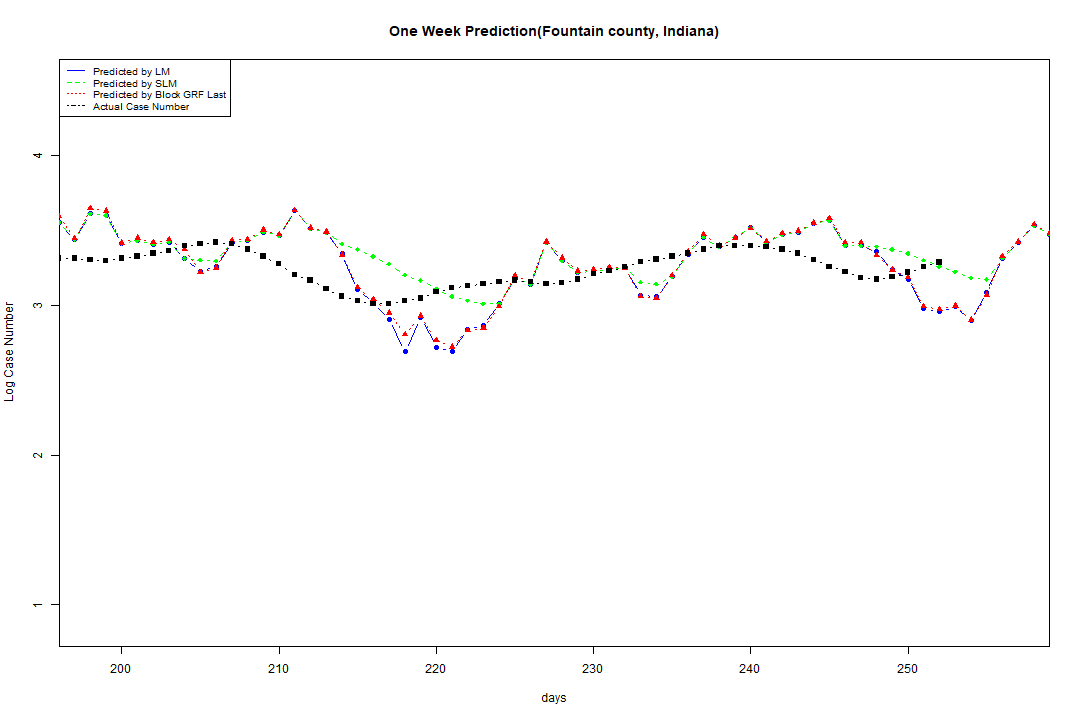 One Week Prediction(Fountain county, Indiana)
Predicted by LM
Predicted by SLM
Predicted by Block GRF Last
Actual Case Number
4
3
2
1
Log Case Number
200 210 220 230 240 250
days